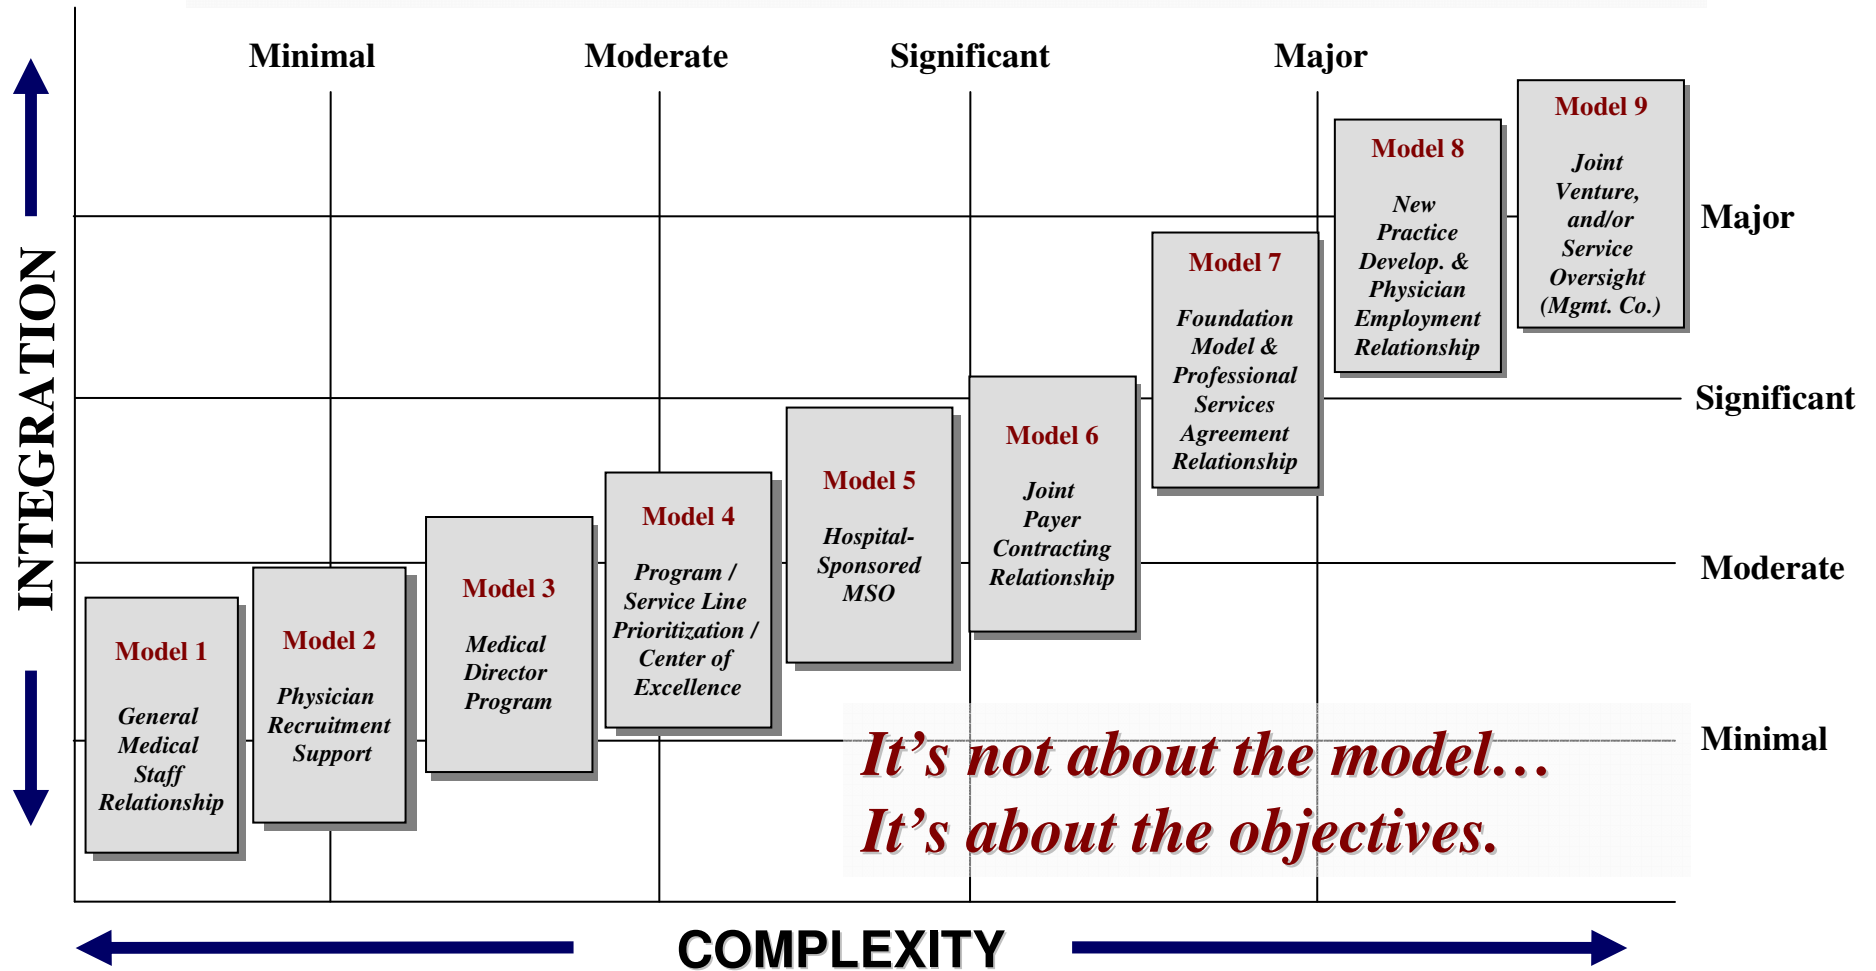 Minimal
Moderate
Significant
Major
INTEGRATION
Model 1
General
Medical
Staff
Relationship
Model 2
Physician
Recruitment
Support
Model 3
Medical
Director
Program
Model 4
Program /
Service Line
Prioritization /
Center of
Excellence
Model 5
Hospital-
Sponsored
MSO
Model 6
Joint
Payer
Contracting
Relationship
Model 7
Foundation
Model &
Professional
Services
Agreement
Relationship
Model 8
New
Practice
Develop. &
Physician
Employment
Relationship
Model 9
Joint
Venture,
and/or
Service
Oversight
(Mgmt. Co.)
Major
Significant
Moderate
Minimal
It's not about the model…
It's about the objectives.
COMPLEXITY